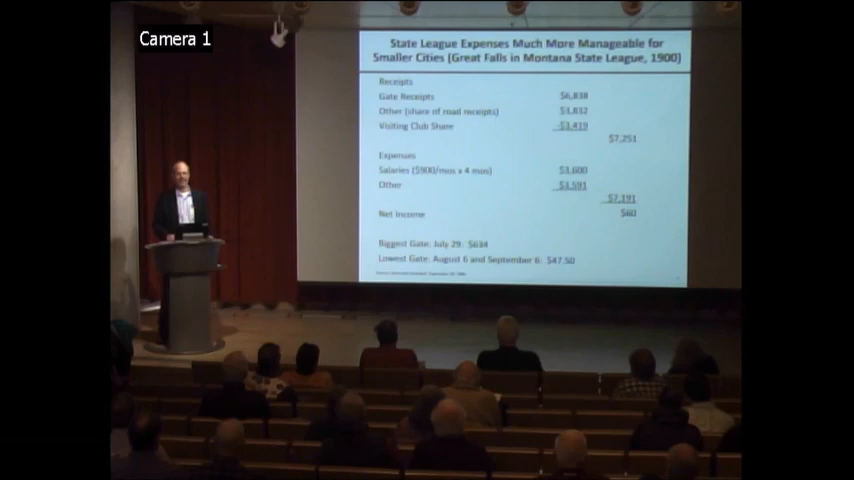 Camera 1
State League Expenses Much More Manageable for
Smaller Cities (Great Falls in Montana State League, 1900)
Receipts
Gate Receipts $6,838
Other (share of road receipts) $3,832
Visiting Club Share -$3,419
$7,251
Expenses
Salaries ($900/mos x 4 mos) $3,600
Other $3,591
$7,191
Net Income $60
Biggest Gate: July 29: $634
Lowest Gate: August 6 and September 6: $47.50